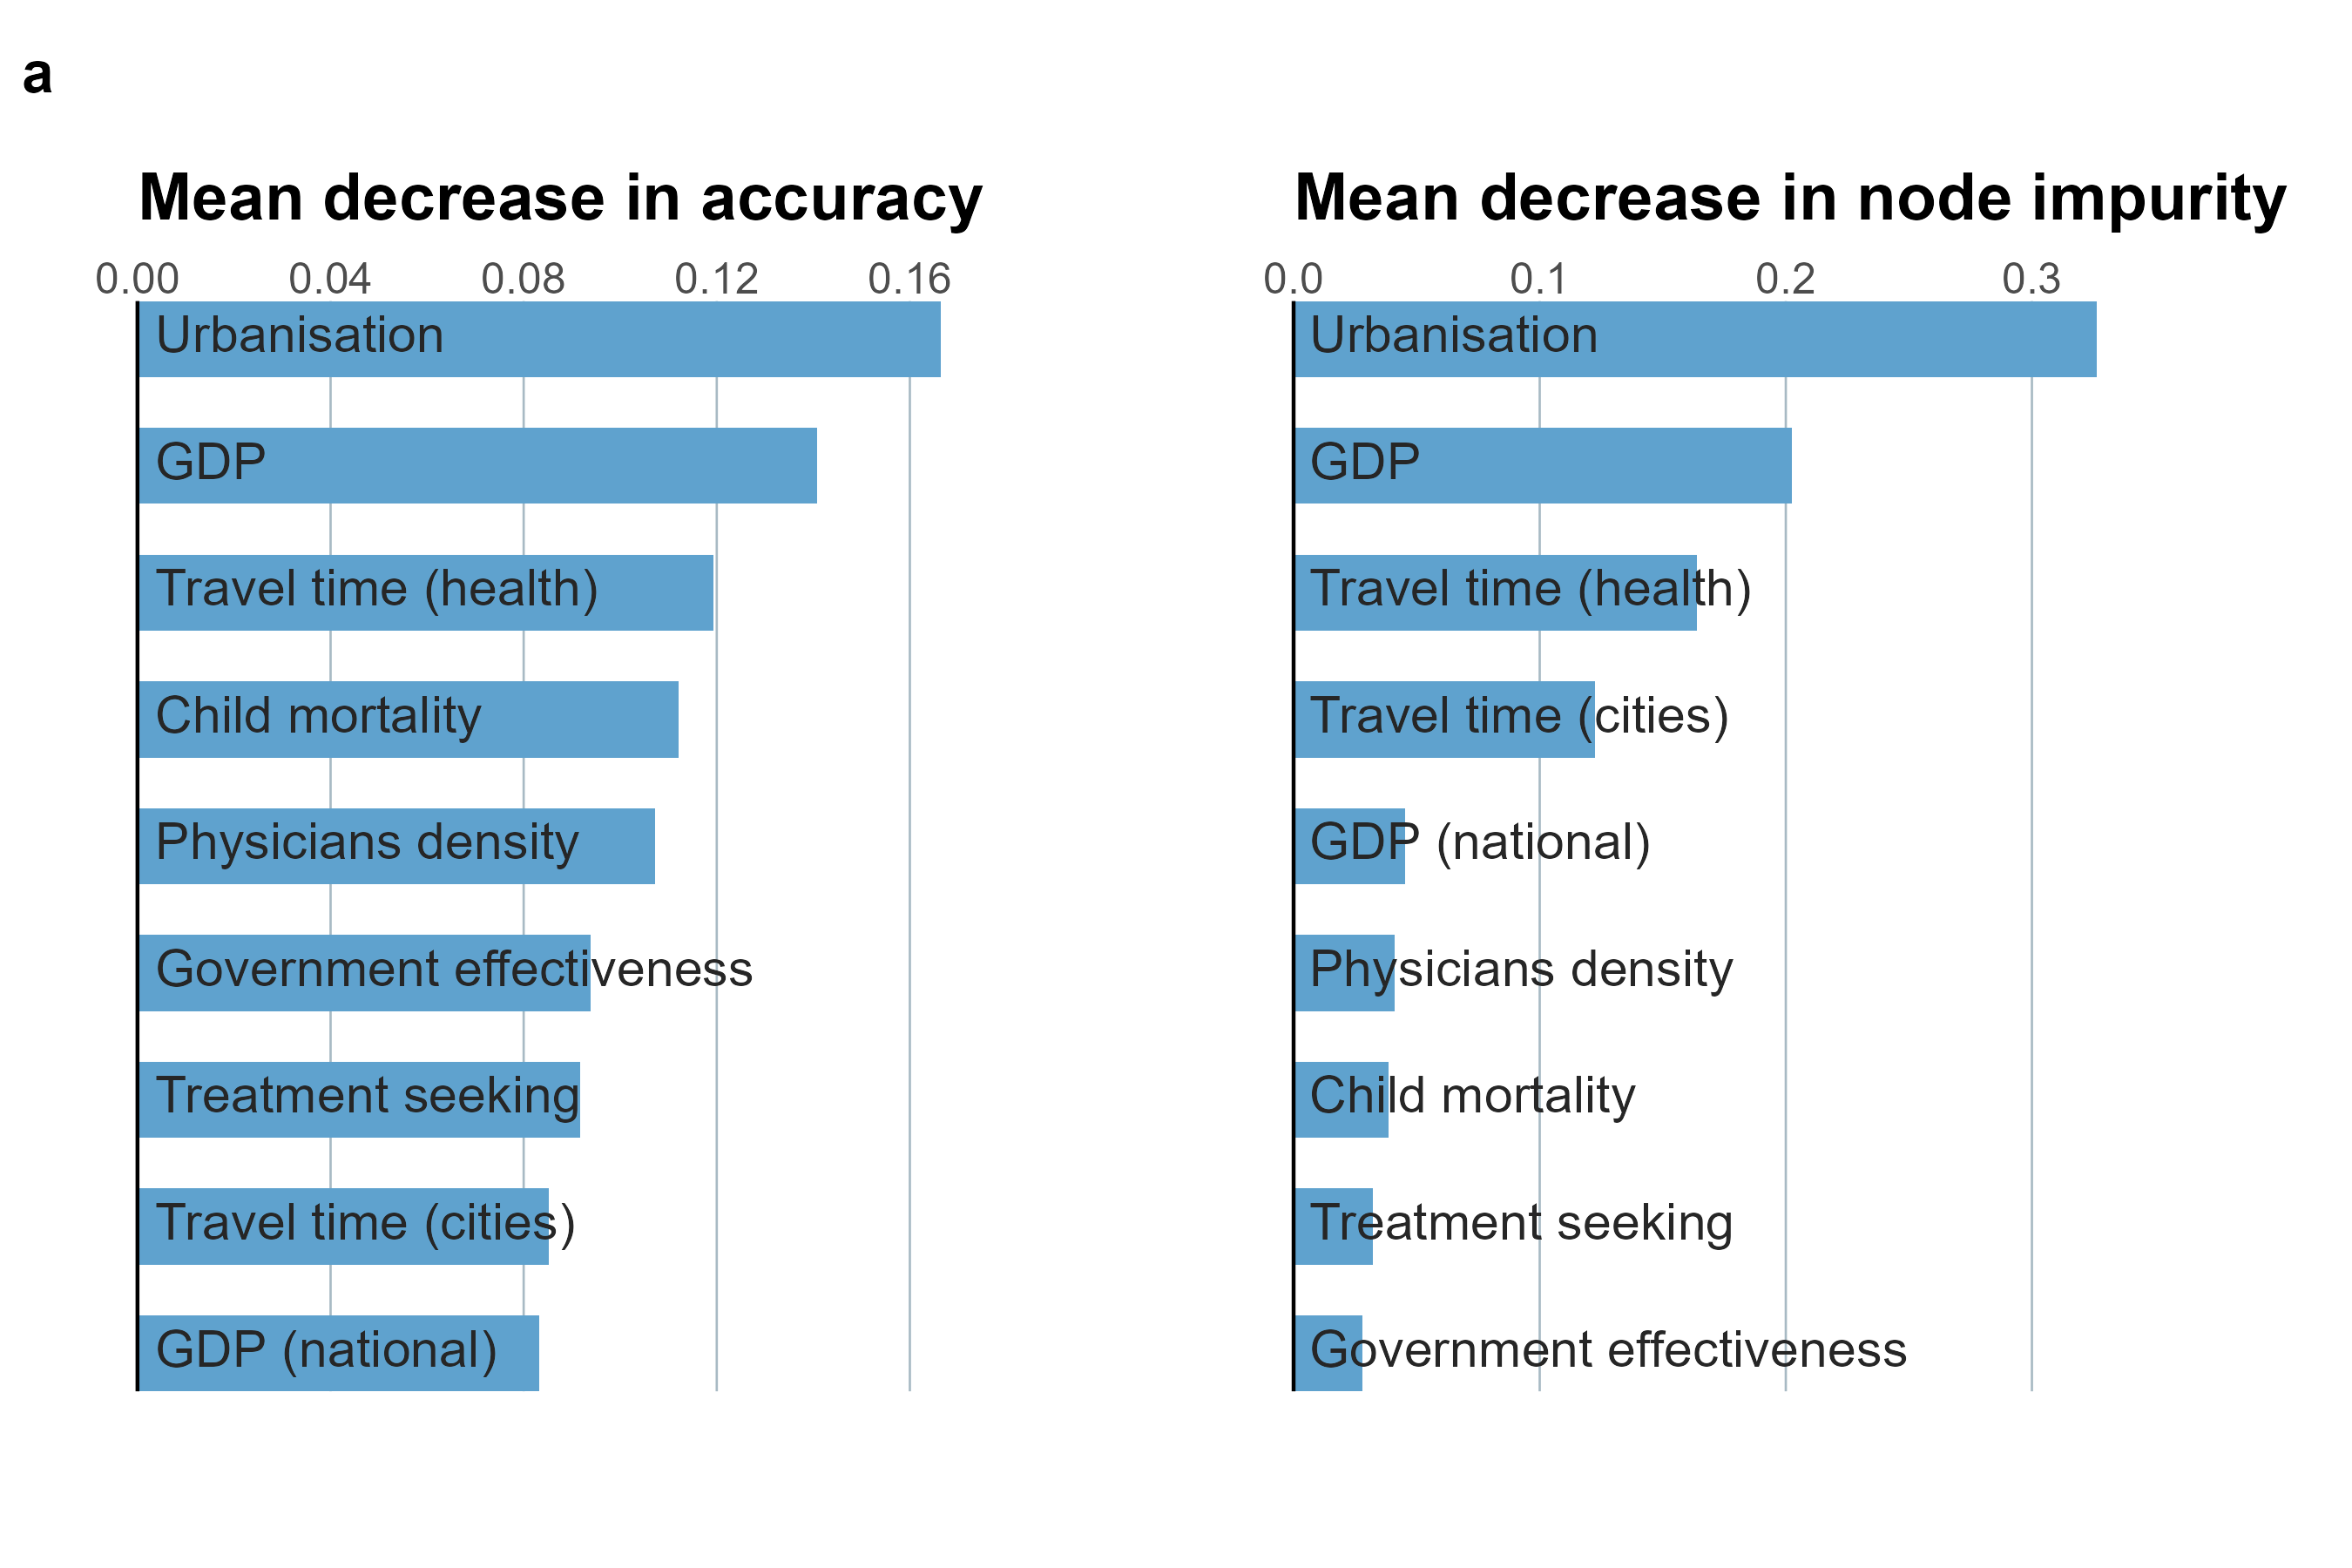 a
Mean decrease in accuracy
0.00 0.04 0.08 0.12 0.16
Urbanisation
GDP
Travel time (health)
Child mortality
Physicians density
Government effectiveness
Treatment seeking
Travel time (cities)
GDP (national)
Mean decrease in node impurity
0.0 0.1 0.2 0.3
Urbanisation
GDP
Travel time (health)
Travel time (cities)
GDP (national)
Physicians density
Child mortality
Treatment seeking
Government effectiveness